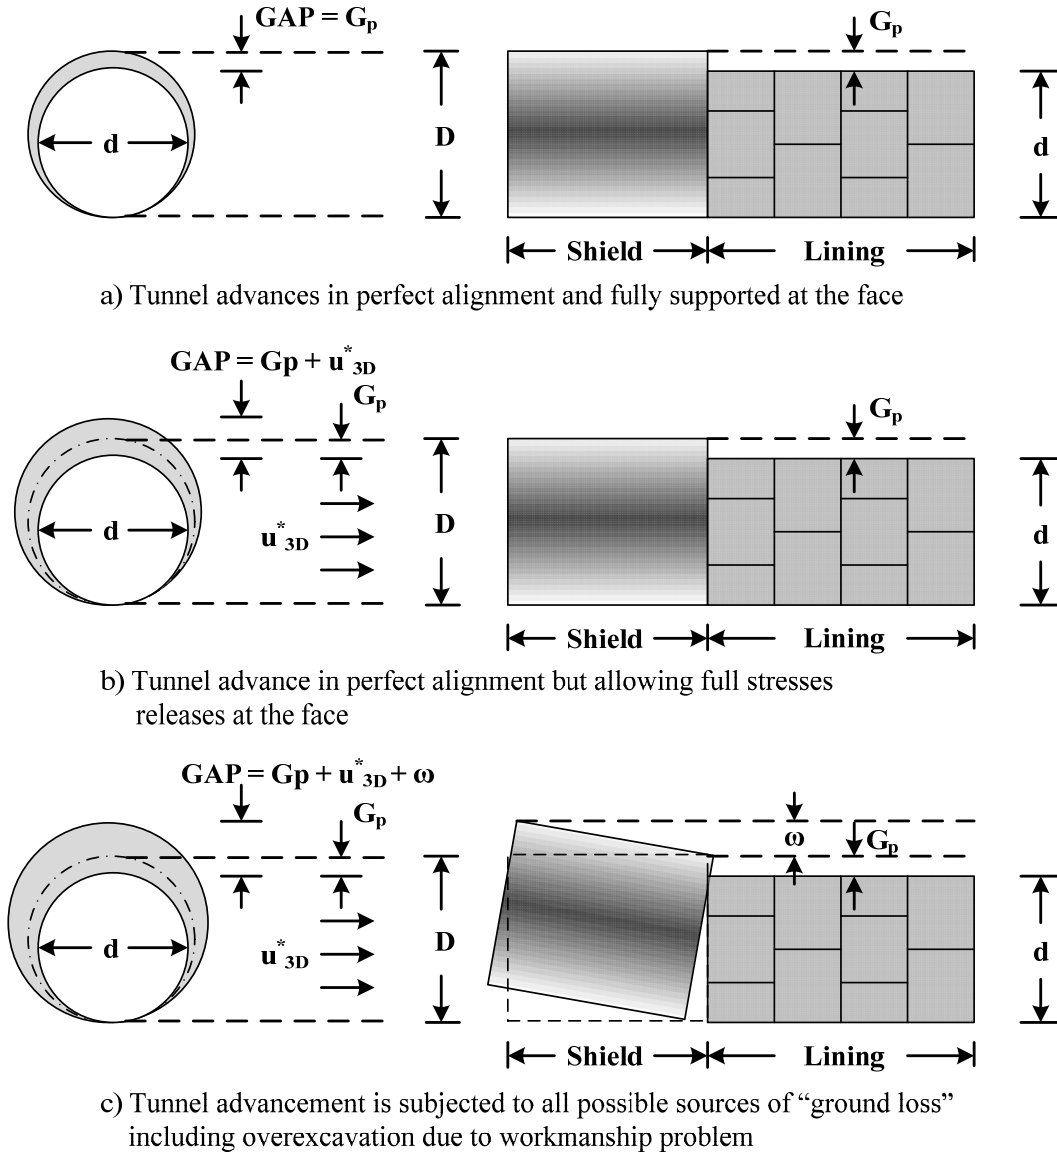 GAP = Gp
Gp
d
D
d
Shield
Lining
a) Tunnel advances in perfect alignment and fully supported at the face
GAP = Gp + u*3D
Gp
Gp
d
u*3D
D
d
Shield
Lining
b) Tunnel advance in perfect alignment but allowing full stresses
releases at the face
GAP = Gp + u*3D + ω
Gp
ω
Gp
d
u*3D
D
d
Shield
Lining
c) Tunnel advancement is subjected to all possible sources of “ground loss”
including overexcavation due to workmanship problem